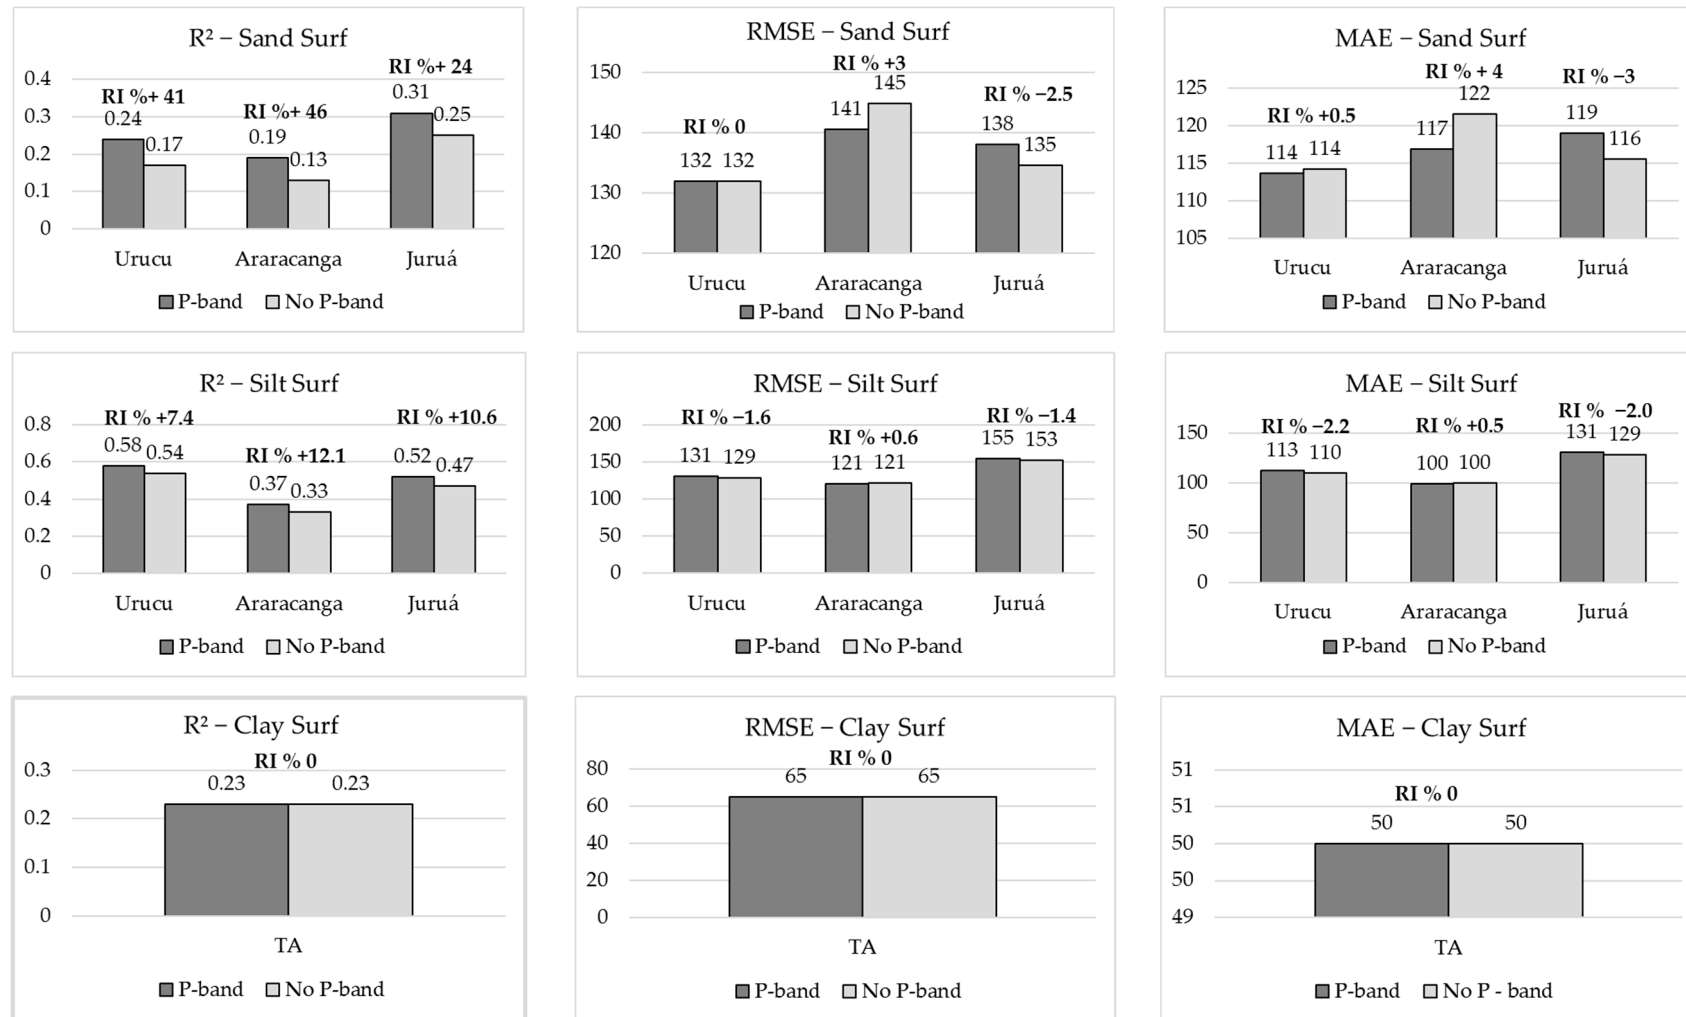 R² – Sand Surf
RI %+ 41
RI %+ 46
RI %+ 24
0.4
0.3
0.2
0.1
0
0.24
0.17
0.19
0.13
0.31
0.25
Urucu
Araracanga
Juruá
P-band
No P-band
RMSE – Sand Surf
RI % 0
RI % +3
RI % −2.5
150
140
130
120
132
132
141
145
138
135
Urucu
Araracanga
Juruá
P-band
No P-band
MAE – Sand Surf
RI % +0.5
RI % + 4
RI % −3
125
120
115
110
105
114
114
117
122
119
116
Urucu
Araracanga
Juruá
P-band
No P-band
R² – Silt Surf
RI % +7.4
RI % +12.1
RI % +10.6
0.8
0.6
0.4
0.2
0
0.58
0.54
0.37
0.33
0.52
0.47
Urucu
Araracanga
Juruá
P-band
No P-band
RMSE – Silt Surf
RI % −1.6
RI % +0.6
RI % −1.4
200
150
100
50
0
131
129
121
121
155
153
Urucu
Araracanga
Juruá
P-band
No P-band
MAE – Silt Surf
RI % −2.2
RI % +0.5
RI % −2.0
150
100
50
0
113
110
100
100
131
129
Urucu
Araracanga
Juruá
P-band
No P-band
R² – Clay Surf
RI % 0
0.3
0.2
0.1
0
0.23
0.23
TA
P-band
No P-band
RMSE – Clay Surf
RI % 0
80
60
40
20
0
65
65
TA
P-band
No P-band
MAE – Clay Surf
RI % 0
51
51
50
50
49
50
50
TA
P-band
No P - band